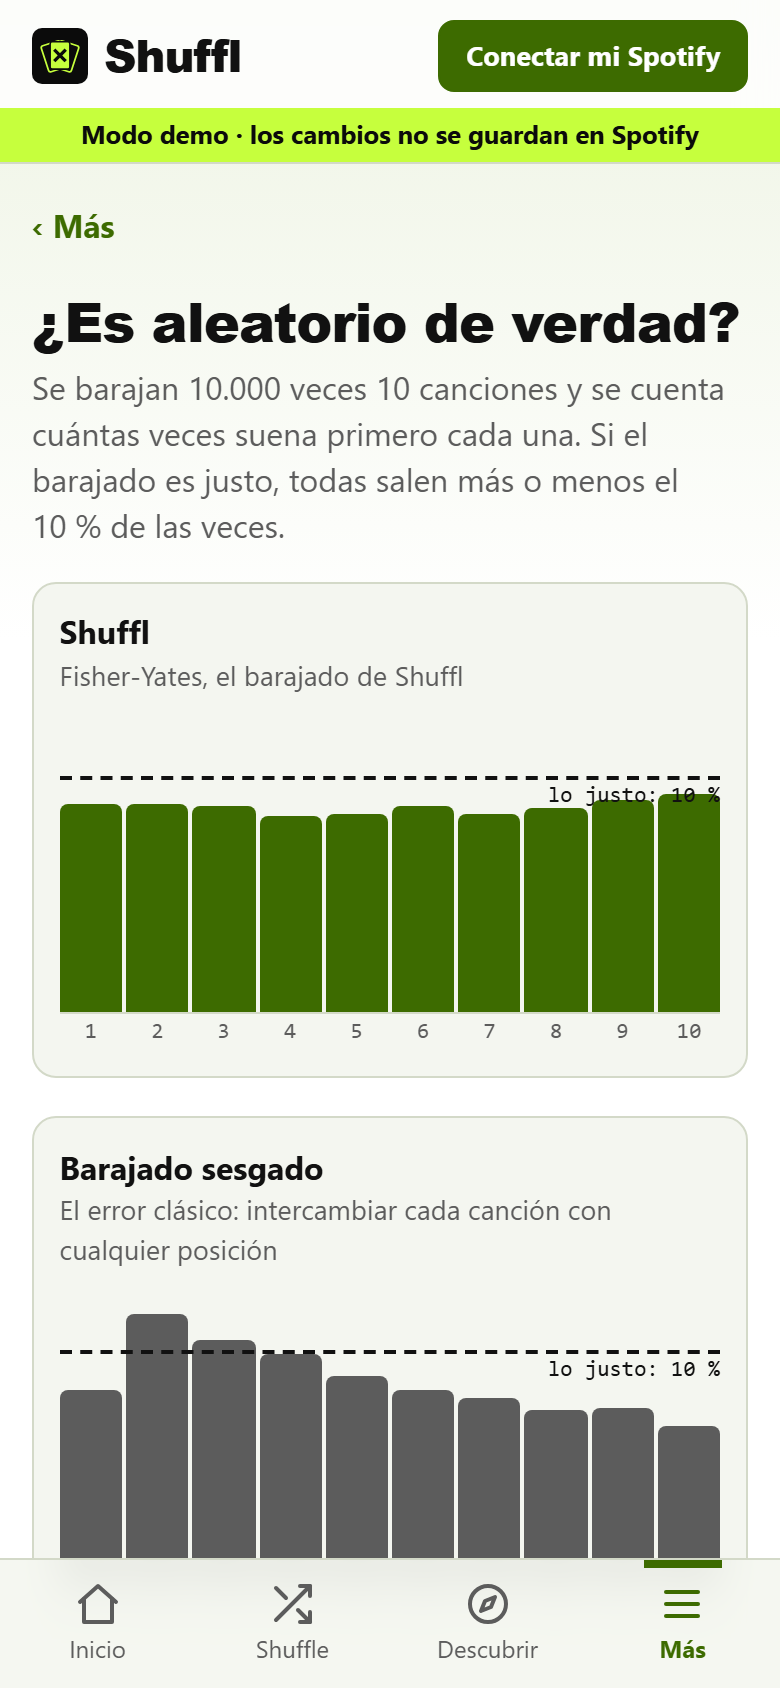 Shuffl
Conectar mi Spotify
Modo demo · los cambios no se guardan en Spotify
‹ Más
¿Es aleatorio de verdad?
Se barajan 10.000 veces 10 canciones y se cuenta
cuántas veces suena primero cada una. Si el
barajado es justo, todas salen más o menos el
10 % de las veces.
Shuffl
Fisher-Yates, el barajado de Shuffl
lo justo: 10 %
1 2 3 4 5 6 7 8 9 10
Barajado sesgado
El error clásico: intercambiar cada canción con
cualquier posición
lo justo: 10 %
Inicio Shuffle Descubrir Más